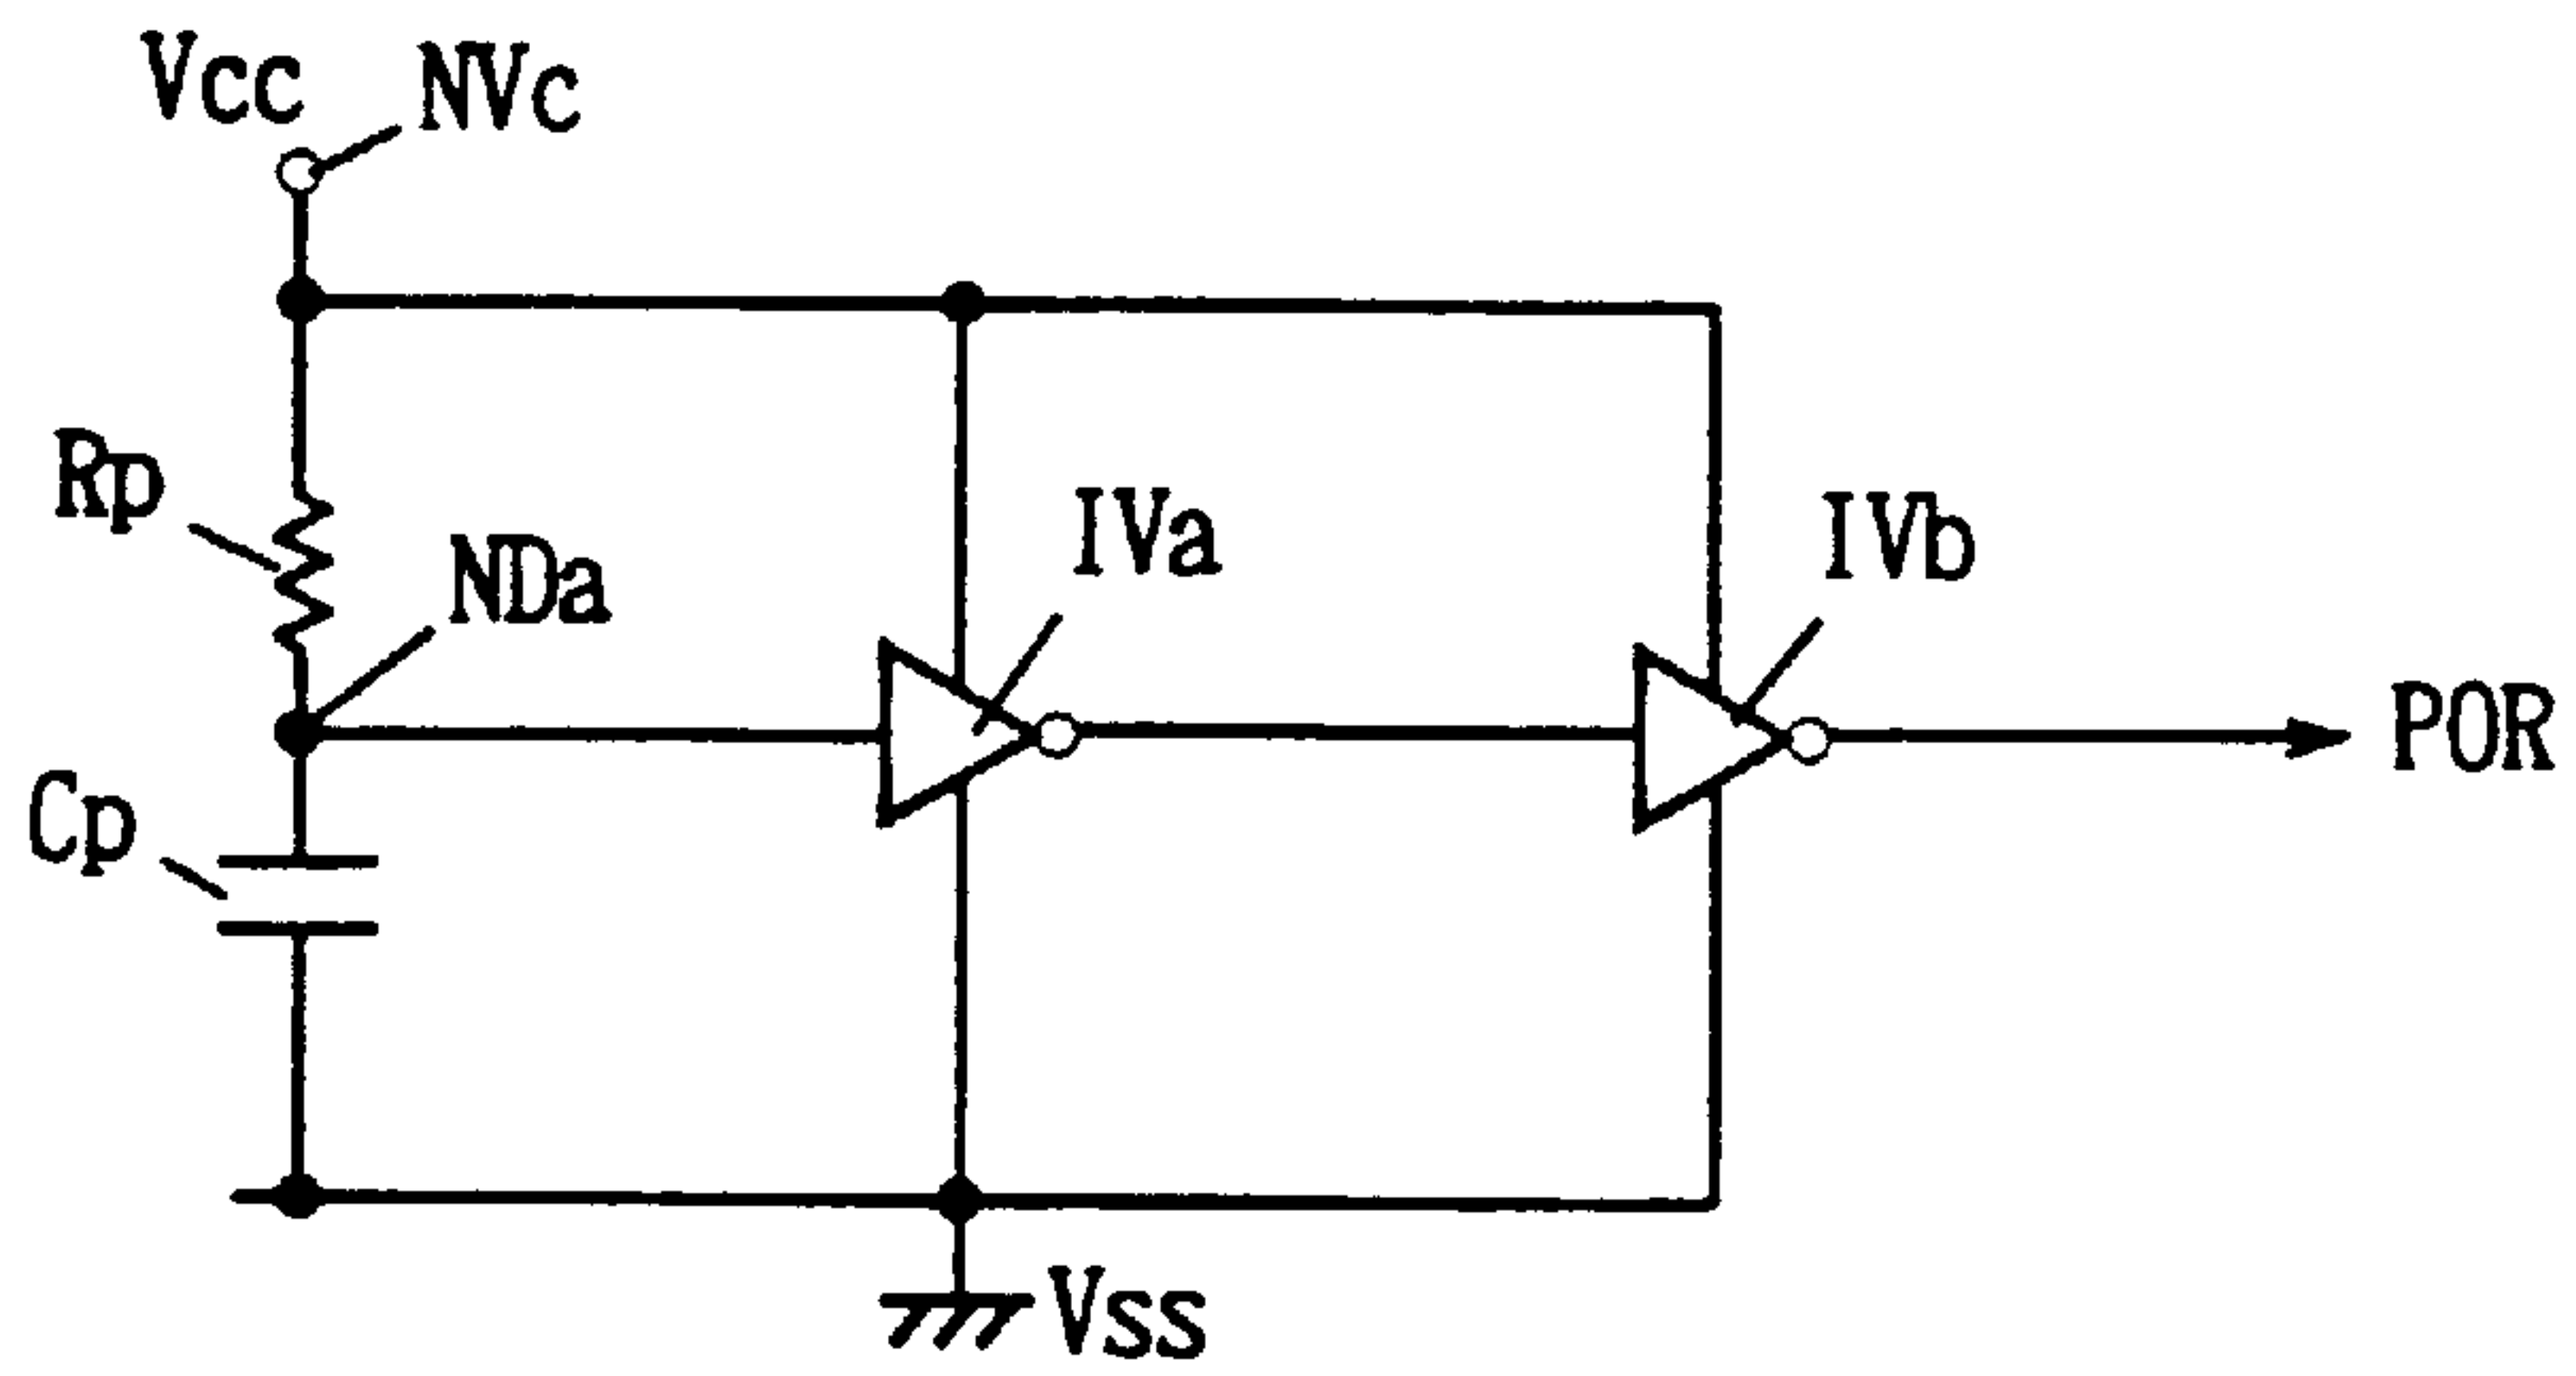 Vcc
NVc
Rp
NDa
IVa
IVb
Cp
POR
Vss